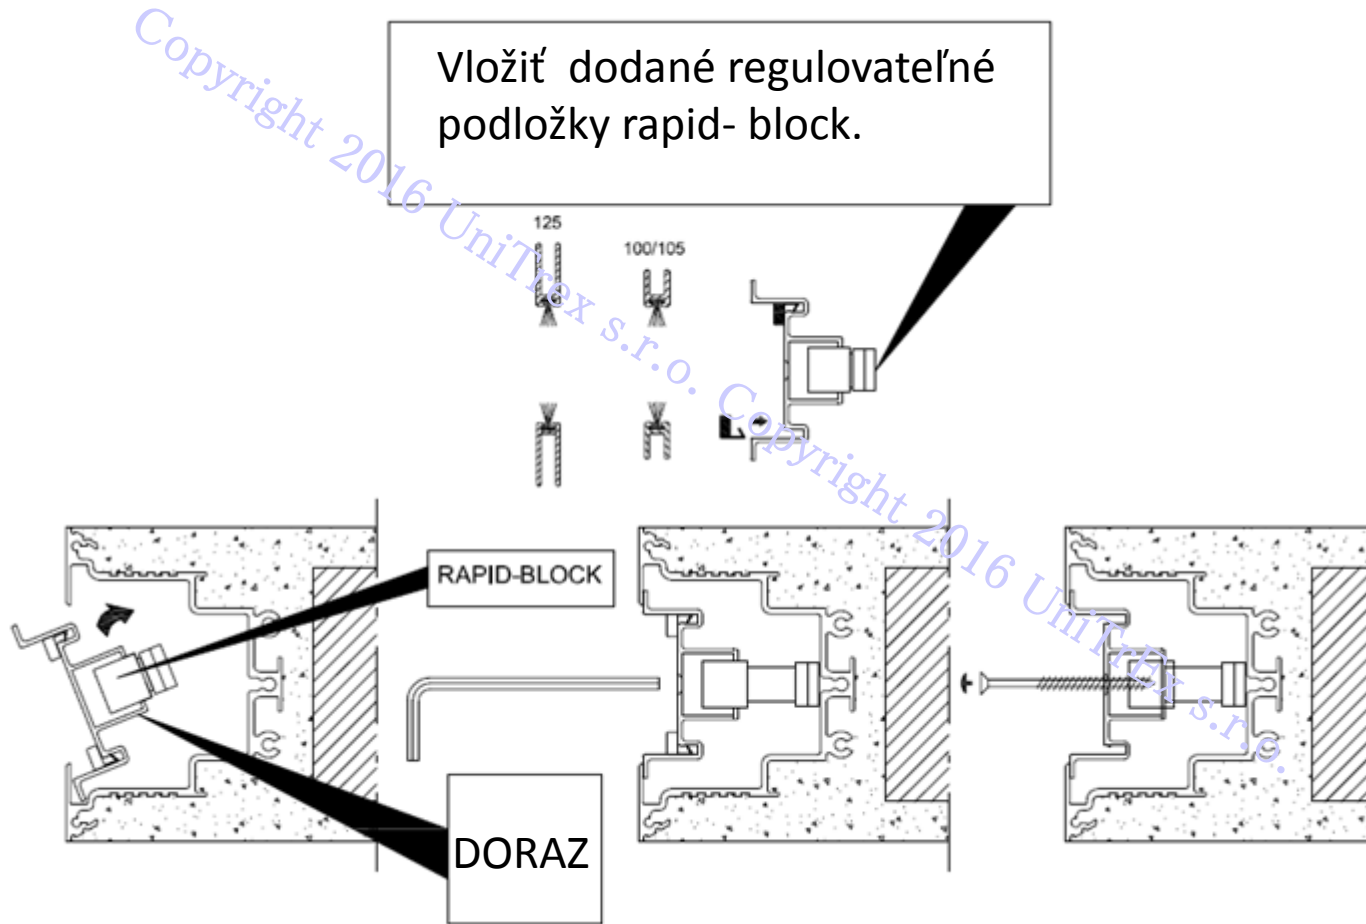 Vložiť dodané regulovateľné
podložky rapid- block.
125
100/105
RAPID-BLOCK
DORAZ
Copyright 2016 UniTrEx s.r.o. Copyright 2016 UniTrEx s.r.o.